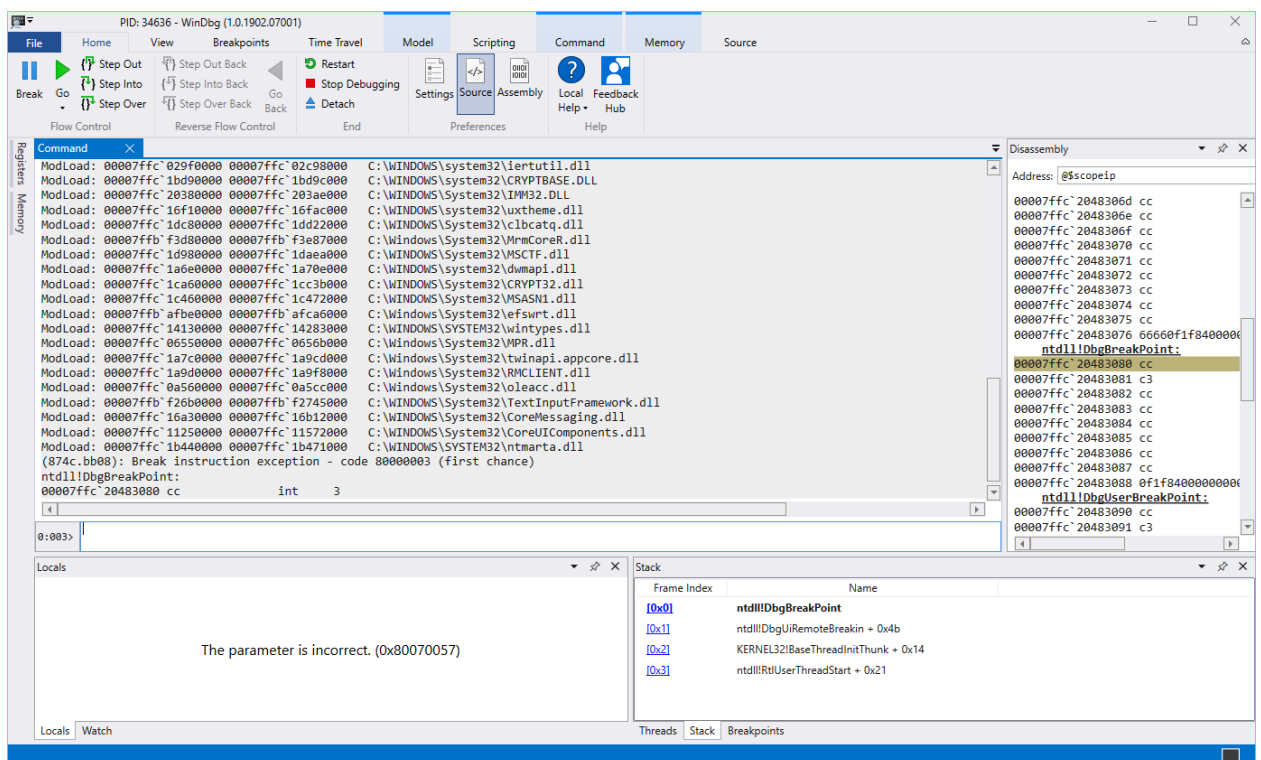 PID: 34636 - WinDbg (1.0.1902.07001)
File Home View Breakpoints Time Travel Model Scripting Command Memory Source
Break
Go
Step Out
Step Into
Step Over
Flow Control
Step Out Back
Step Into Back
Step Over Back
Go Back
Reverse Flow Control
Restart
Stop Debugging
Detach
End
Settings Source Assembly
Preferences
Local Help
Feedback Hub
Help
Registers
Memory
Command
ModLoad: 00007ffc`029f0000 00007ffc`02c98000 C:\WINDOWS\system32\iertutil.dll
ModLoad: 00007ffc`1bd90000 00007ffc`1bd9c000 C:\WINDOWS\system32\CRYPTBASE.DLL
ModLoad: 00007ffc`20380000 00007ffc`203ae000 C:\WINDOWS\System32\IMM32.DLL
ModLoad: 00007ffc`16f10000 00007ffc`16fac000 C:\WINDOWS\system32\uxtheme.dll
ModLoad: 00007ffc`1dc80000 00007ffc`1dd22000 C:\WINDOWS\System32\clbcatq.dll
ModLoad: 00007ffb`f3d80000 00007ffb`f3e87000 C:\Windows\System32\MrmCoreR.dll
ModLoad: 00007ffc`1d980000 00007ffc`1daea000 C:\WINDOWS\System32\MSCTF.dll
ModLoad: 00007ffc`1a6e0000 00007ffc`1a70e000 C:\WINDOWS\system32\dwmapi.dll
ModLoad: 00007ffc`1ca60000 00007ffc`1cc3b000 C:\WINDOWS\System32\CRYPT32.dll
ModLoad: 00007ffc`1c460000 00007ffc`1c472000 C:\WINDOWS\System32\MSASN1.dll
ModLoad: 00007ffb`afbe0000 00007ffb`afca6000 C:\Windows\System32\efswrt.dll
ModLoad: 00007ffc`14130000 00007ffc`14283000 C:\WINDOWS\SYSTEM32\wintypes.dll
ModLoad: 00007ffc`06550000 00007ffc`0656b000 C:\Windows\System32\MPR.dll
ModLoad: 00007ffc`1a7c0000 00007ffc`1a9cd000 C:\Windows\System32\twinapi.appcore.dll
ModLoad: 00007ffc`1a9d0000 00007ffc`1a9f8000 C:\Windows\System32\RMCLIENT.dll
ModLoad: 00007ffc`0a560000 00007ffc`0a5cc000 C:\Windows\System32\oleacc.dll
ModLoad: 00007ffb`f26b0000 00007ffb`f2745000 C:\Windows\System32\TextInputFramework.dll
ModLoad: 00007ffc`16a30000 00007ffc`16b12000 C:\WINDOWS\System32\CoreMessaging.dll
ModLoad: 00007ffc`11250000 00007ffc`11572000 C:\WINDOWS\System32\CoreUIComponents.dll
ModLoad: 00007ffc`1b440000 00007ffc`1b471000 C:\WINDOWS\SYSTEM32\ntmarta.dll
(874c.bb08): Break instruction exception - code 80000003 (first chance)
ntdll!DbgBreakPoint:
00007ffc`20483080 cc int 3
0:003>
Disassembly
Address: @$scopeip
00007ffc`2048306d cc
00007ffc`2048306e cc
00007ffc`2048306f cc
00007ffc`20483070 cc
00007ffc`20483071 cc
00007ffc`20483072 cc
00007ffc`20483073 cc
00007ffc`20483074 cc
00007ffc`20483075 cc
00007ffc`20483076 66660f1f8400000
ntdll!DbgBreakPoint:
00007ffc`20483080 cc
00007ffc`20483081 c3
00007ffc`20483082 cc
00007ffc`20483083 cc
00007ffc`20483084 cc
00007ffc`20483085 cc
00007ffc`20483086 cc
00007ffc`20483087 cc
00007ffc`20483088 0f1f84000000000
ntdll!DbgUserBreakPoint:
00007ffc`20483090 cc
00007ffc`20483091 c3
Locals
The parameter is incorrect. (0x80070057)
Locals Watch
Stack
Frame Index Name
[0x0] ntdll!DbgBreakPoint
[0x1] ntdll!DbgUiRemoteBreakin + 0x4b
[0x2] KERNEL32!BaseThreadInitThunk + 0x14
[0x3] ntdll!RtlUserThreadStart + 0x21
Threads Stack Breakpoints